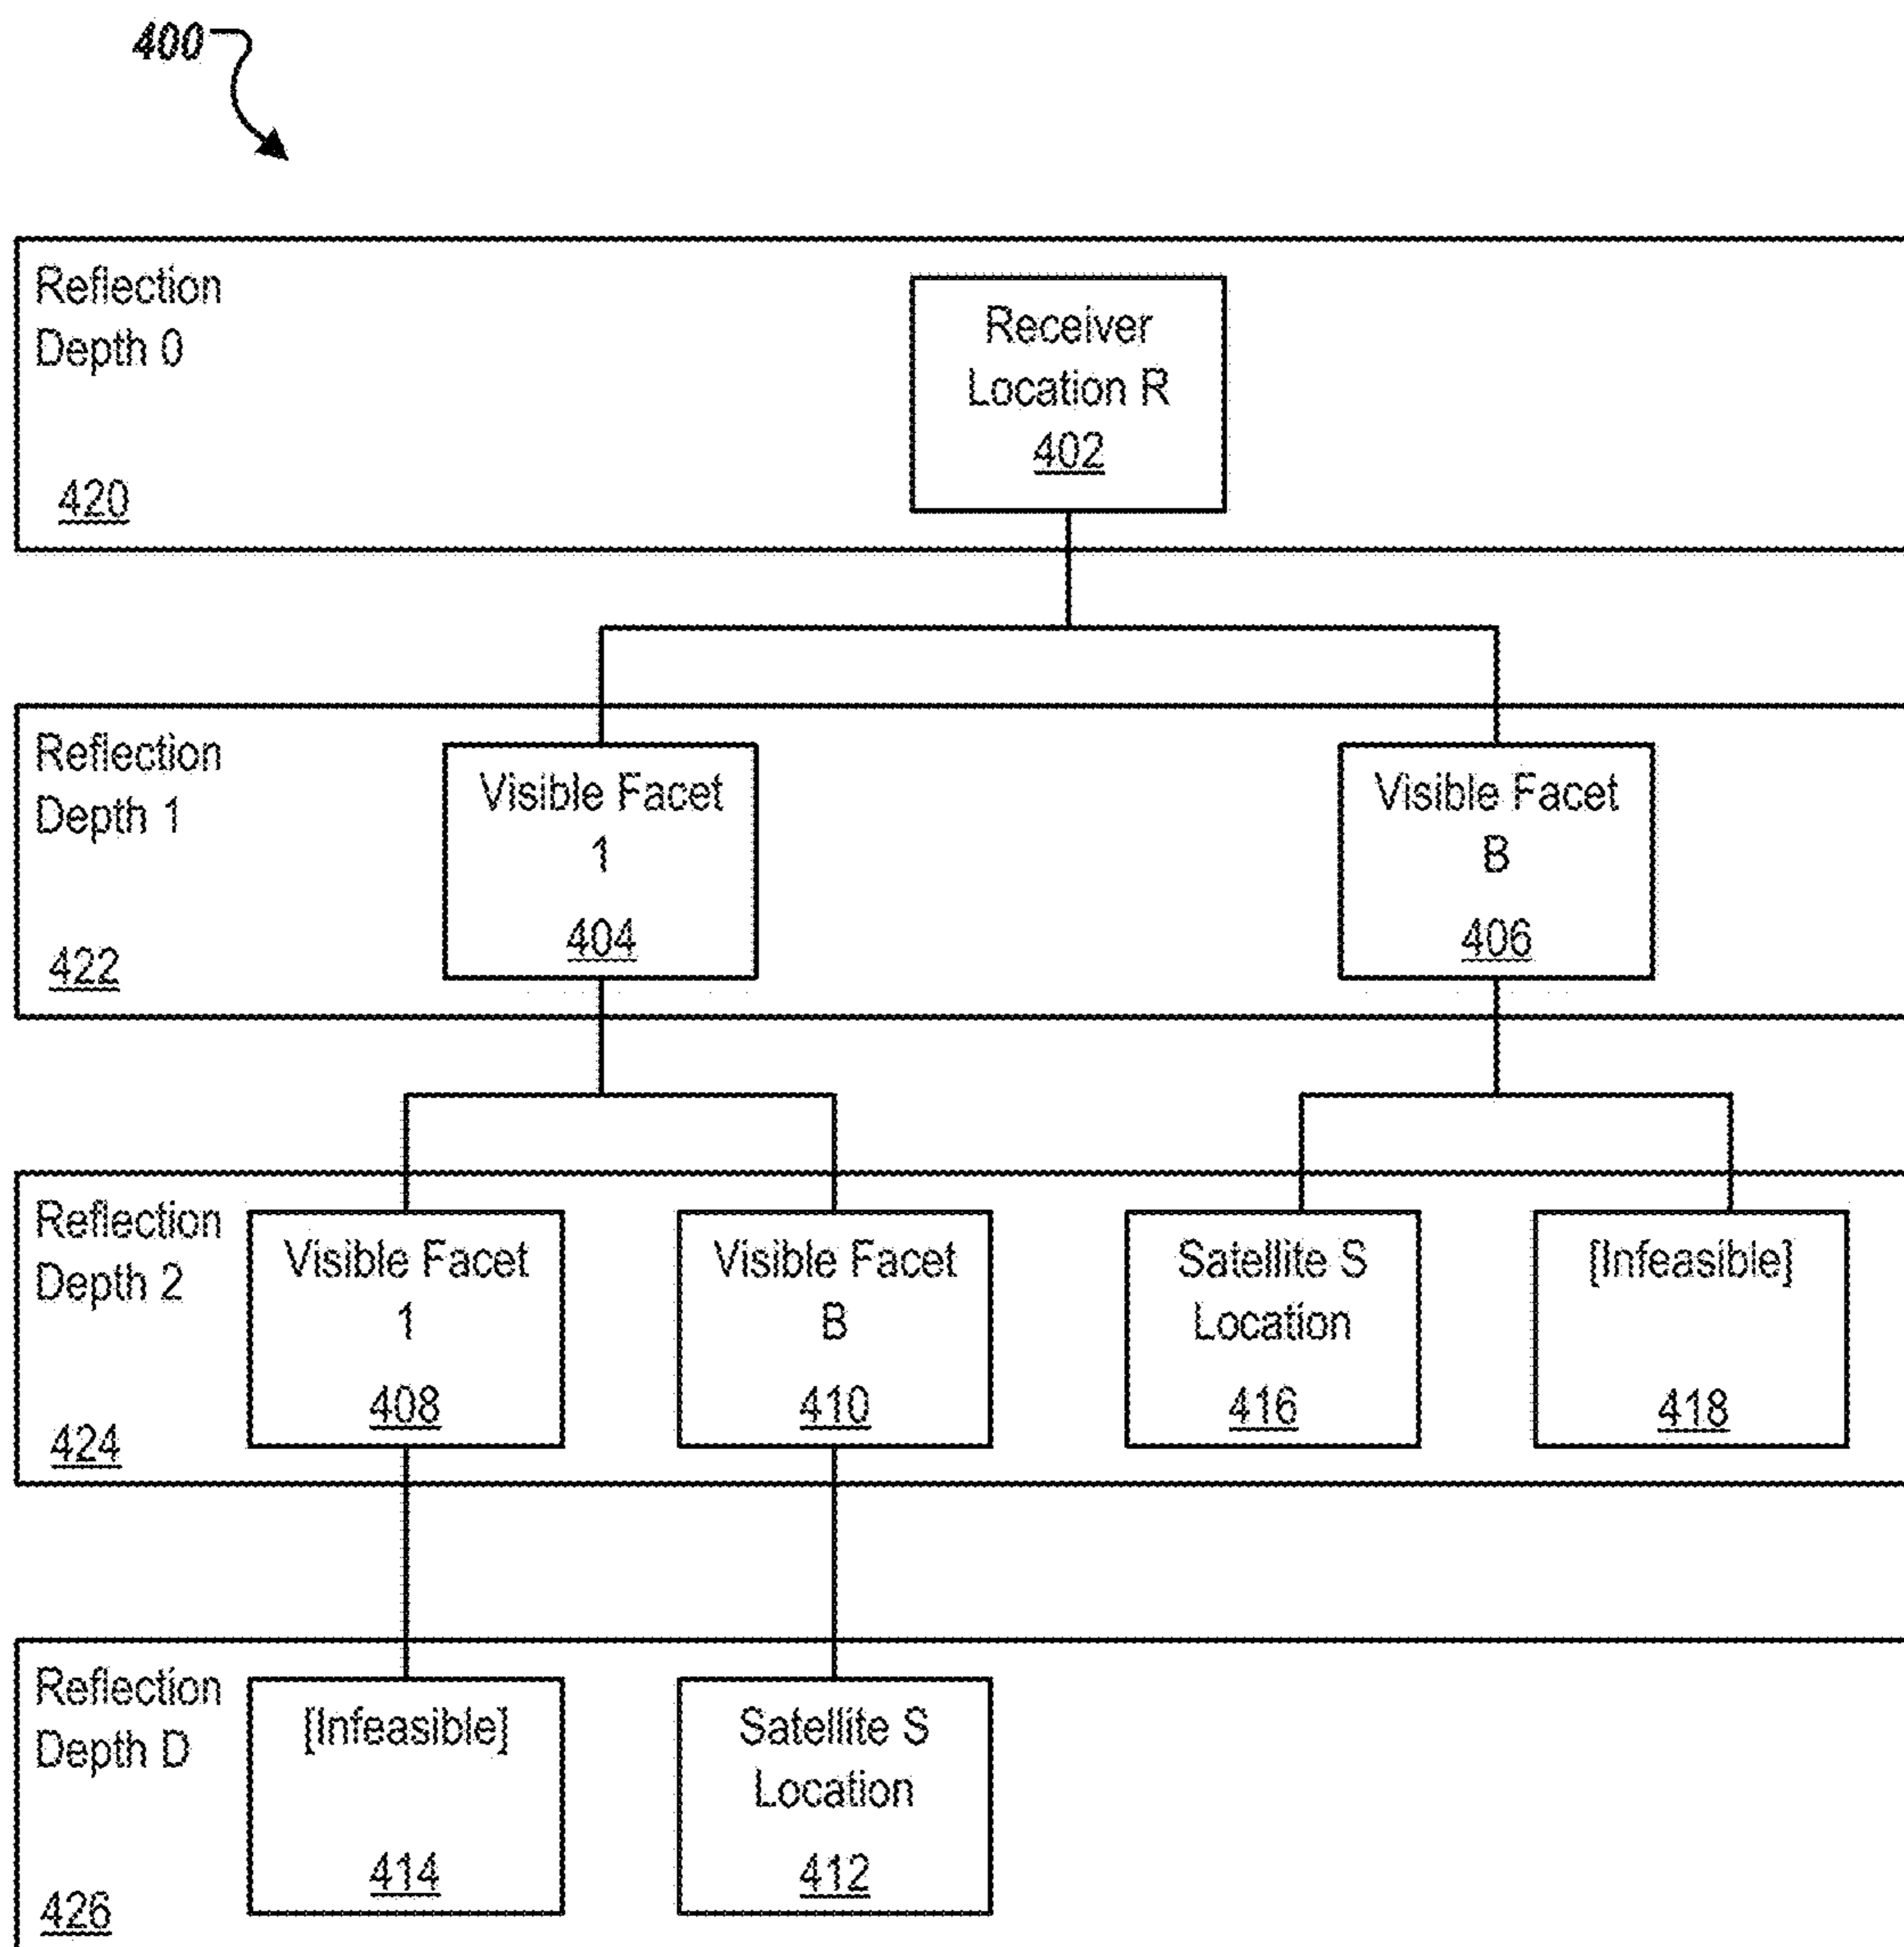 400
Reflection
Depth 0
420
Receiver
Location R
402
Reflection
Depth 1
422
Visible Facet
1
404
Visible Facet
B
406
Reflection
Depth 2
424
Visible Facet
1
408
Visible Facet
B
410
Satellite S
Location
416
[Infeasible]
418
Reflection
Depth D
426
[Infeasible]
414
Satellite S
Location
412